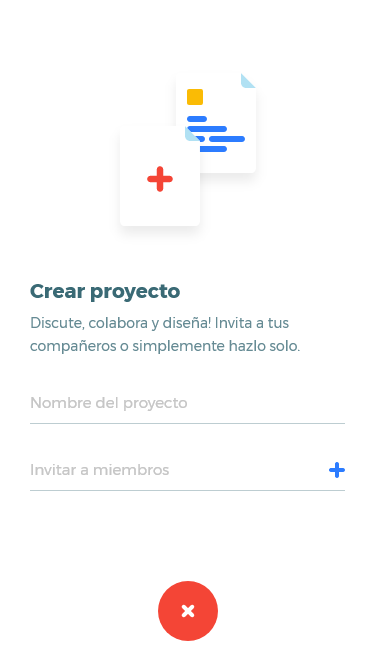 Crear proyecto
Discute, colabora y diseña! Invita a tus
compañeros o simplemente hazlo solo.
Nombre del proyecto
Invitar a miembros